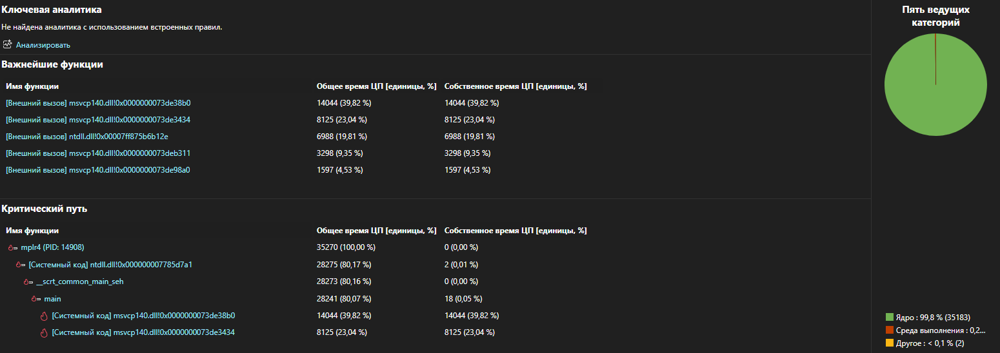 Ключевая аналитика
Не найдена аналитика с использованием встроенных правил.
Анализировать
Важнейшие функции
Имя функции Общее время ЦП [единицы, %] Собственное время ЦП [единицы, %]
[Внешний вызов] msvcp140.dll!0x0000000073de38b0 14044 (39,82 %) 14044 (39,82 %)
[Внешний вызов] msvcp140.dll!0x0000000073de3434 8125 (23,04 %) 8125 (23,04 %)
[Внешний вызов] ntdll.dll!0x00007ff875b6b12e 6988 (19,81 %) 6988 (19,81 %)
[Внешний вызов] msvcp140.dll!0x0000000073deb311 3298 (9,35 %) 3298 (9,35 %)
[Внешний вызов] msvcp140.dll!0x0000000073de98a0 1597 (4,53 %) 1597 (4,53 %)
Критический путь
Имя функции Общее время ЦП [единицы, %] Собственное время ЦП [единицы, %]
mplr4 (PID: 14908) 35270 (100,00 %) 0 (0,00 %)
[Системный код] ntdll.dll!0x000000007785d7a1 28275 (80,17 %) 2 (0,01 %)
__scrt_common_main_seh 28273 (80,16 %) 0 (0,00 %)
main 28241 (80,07 %) 18 (0,05 %)
[Системный код] msvcp140.dll!0x0000000073de38b0 14044 (39,82 %) 14044 (39,82 %)
[Системный код] msvcp140.dll!0x0000000073de3434 8125 (23,04 %) 8125 (23,04 %)
Пять ведущих
категорий
Ядро : 99,8 % (35183)
Среда выполнения : 0,2...
Другое : < 0,1 % (2)